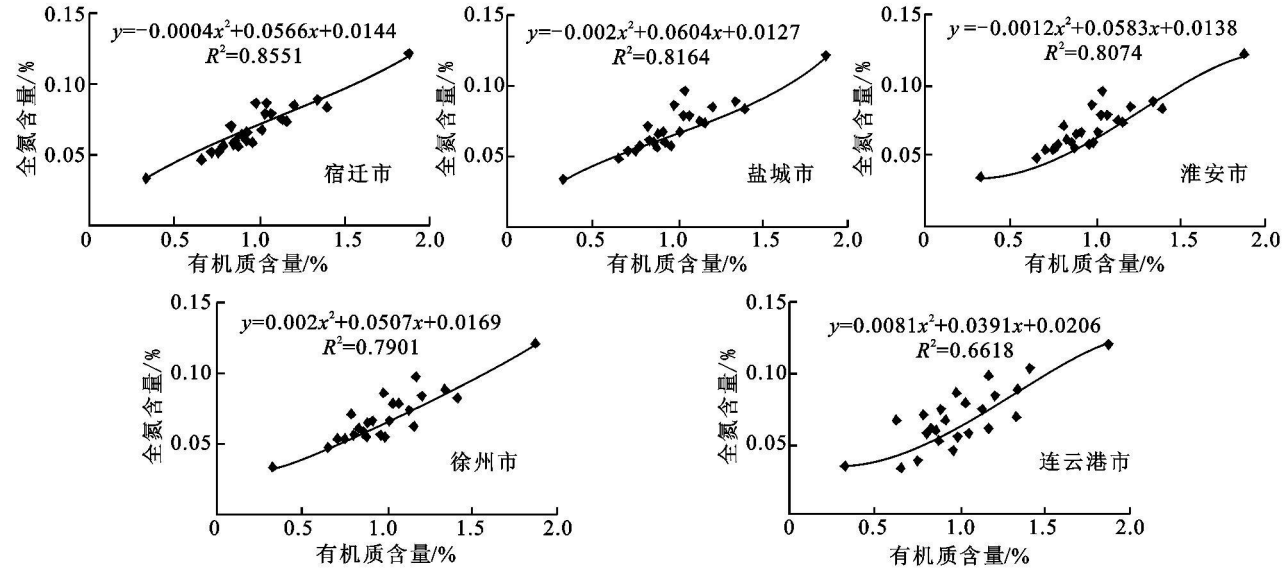 0.15
y=−0.0004x²+0.0566x+0.0144
R²=0.8551
全氮含量/%
0.10
0.05
宿迁市
0 0.5 1.0 1.5 2.0
有机质含量/%
0.15
y=−0.002x²+0.0604x+0.0127
R²=0.8164
全氮含量/%
0.10
0.05
盐城市
0 0.5 1.0 1.5 2.0
有机质含量/%
0.15
y=−0.0012x²+0.0583x+0.0138
R²=0.8074
全氮含量/%
0.10
0.05
淮安市
0 0.5 1.0 1.5 2.0
有机质含量/%
0.15
y=0.002x²+0.0507x+0.0169
R²=0.7901
全氮含量/%
0.10
0.05
徐州市
0 0.5 1.0 1.5 2.0
有机质含量/%
0.15
y=0.0081x²+0.0391x+0.0206
R²=0.6618
全氮含量/%
0.10
0.05
连云港市
0 0.5 1.0 1.5 2.0
有机质含量/%